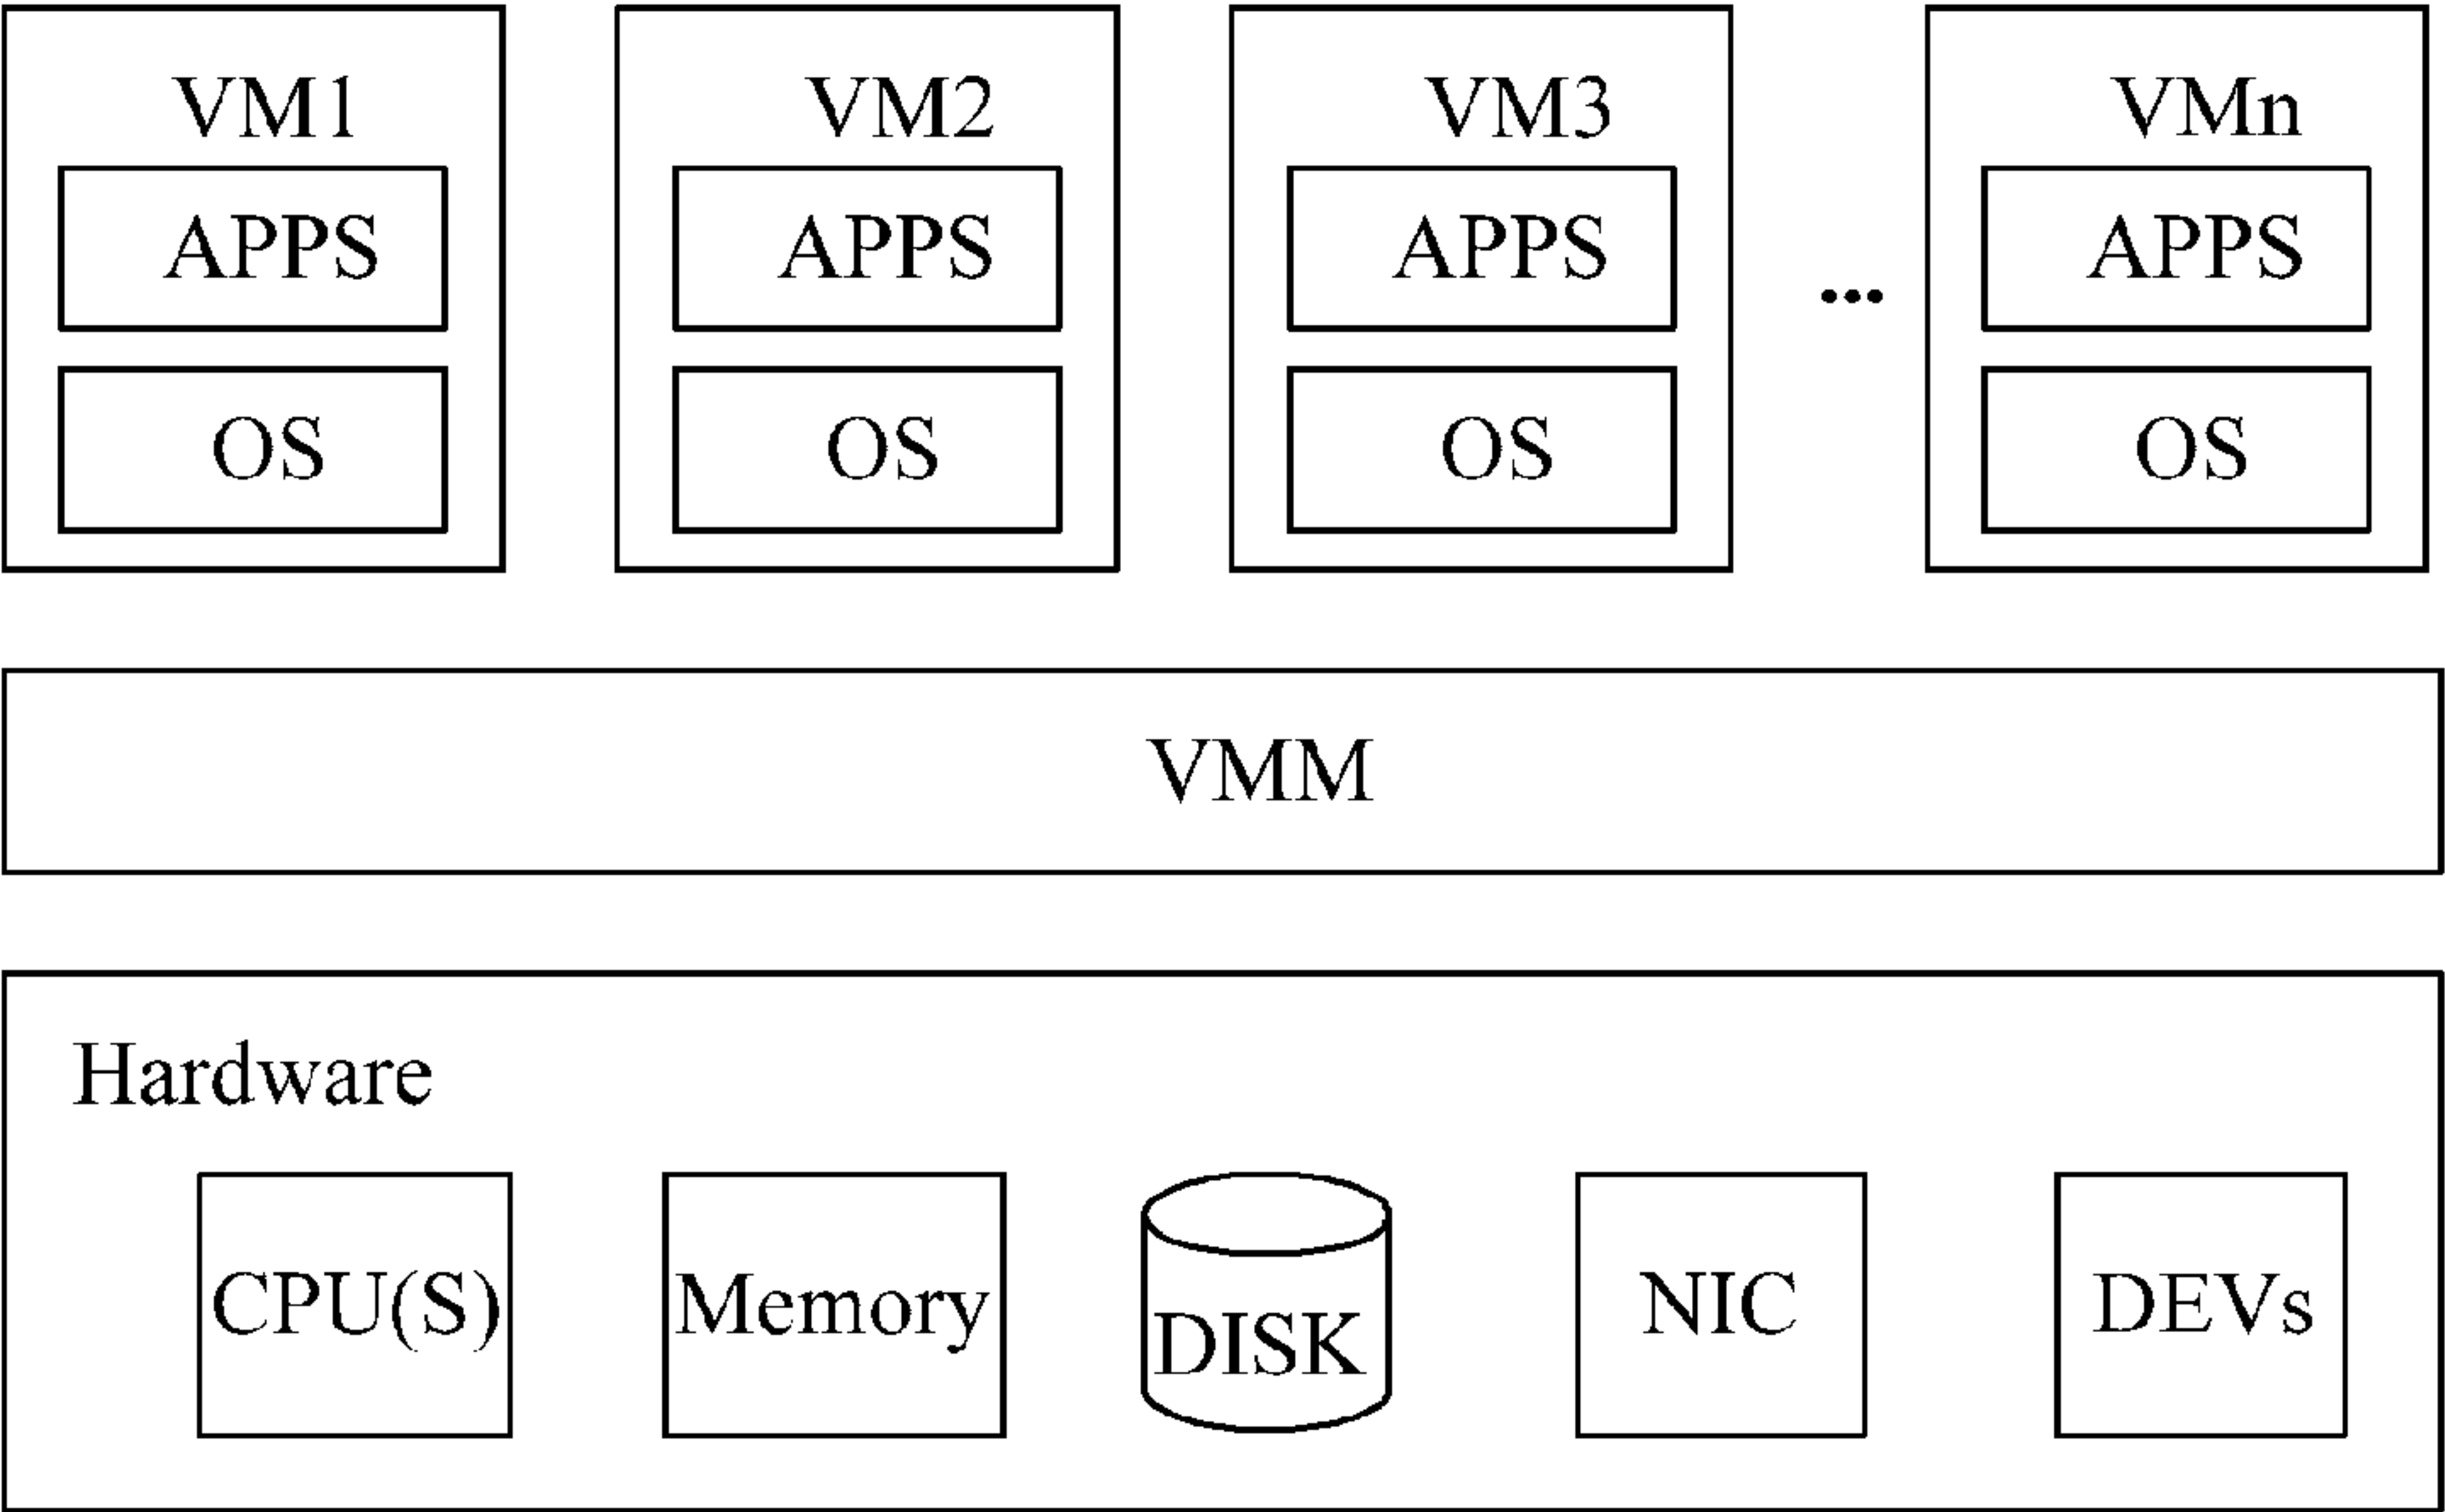 VM1
VM2
VM3
VMn
APPS
APPS
APPS
...
APPS
OS
OS
OS
OS
VMM
Hardware
CPU(S)
Memory
DISK
NIC
DEVs